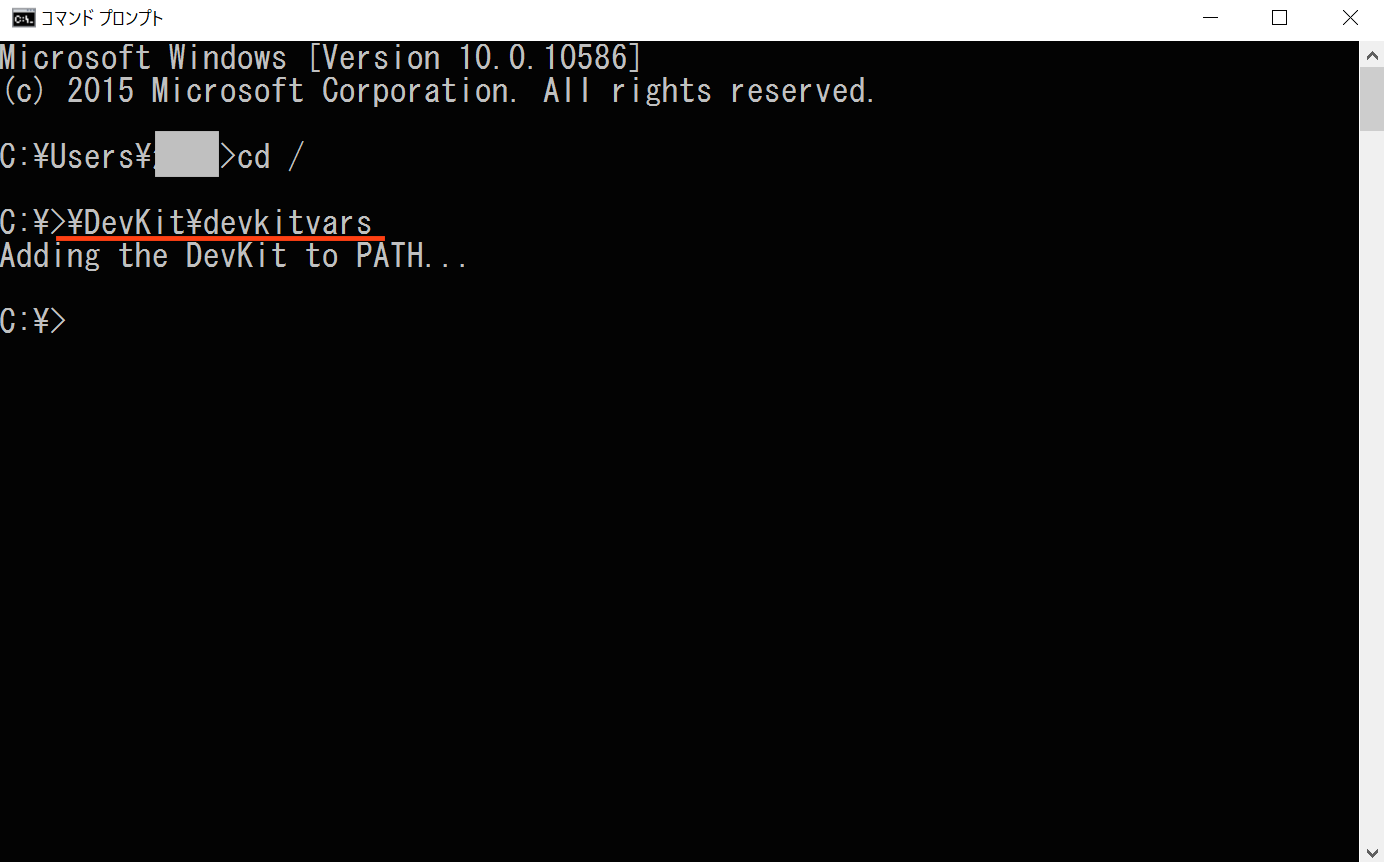 コマンド プロンプト
Microsoft Windows [Version 10.0.10586]
(c) 2015 Microsoft Corporation. All rights reserved.
C:¥Users¥>cd /
C:¥>¥DevKit¥devkitvars
Adding the DevKit to PATH...
C:¥>